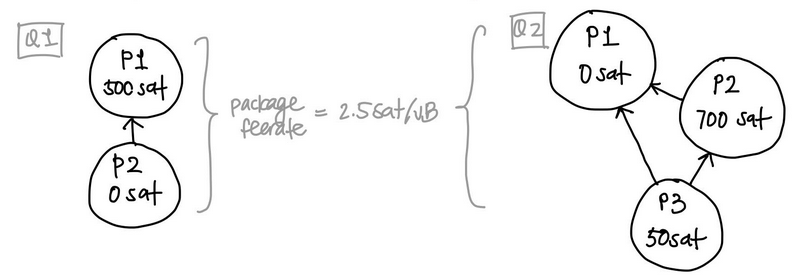 Q1
P1
500 sat
P2
0 sat
package
feerate = 2.5sat/vB
Q2
P1
0 sat
P2
700 sat
P3
50sat